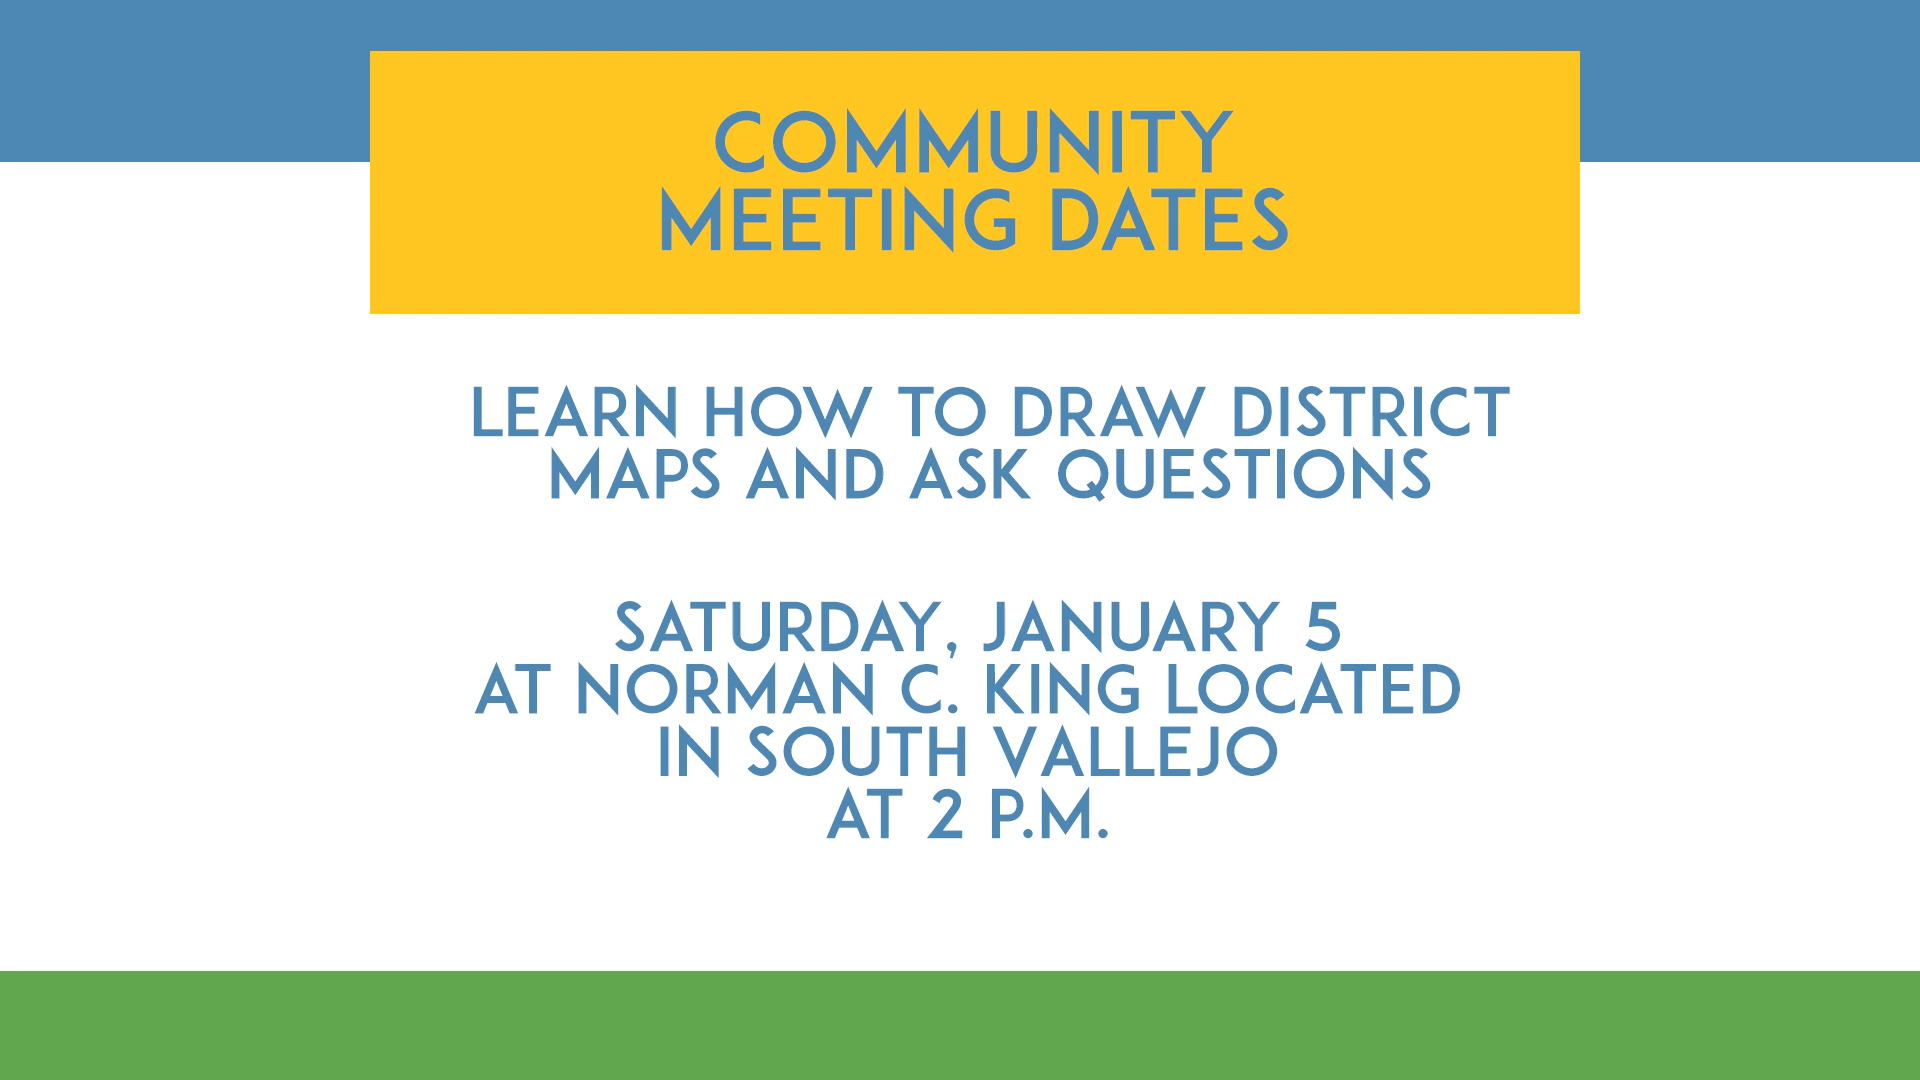 COMMUNITY
MEETING DATES
LEARN HOW TO DRAW DISTRICT
MAPS AND ASK QUESTIONS
SATURDAY, JANUARY 5
AT NORMAN C. KING LOCATED
IN SOUTH VALLEJO
AT 2 P.M.